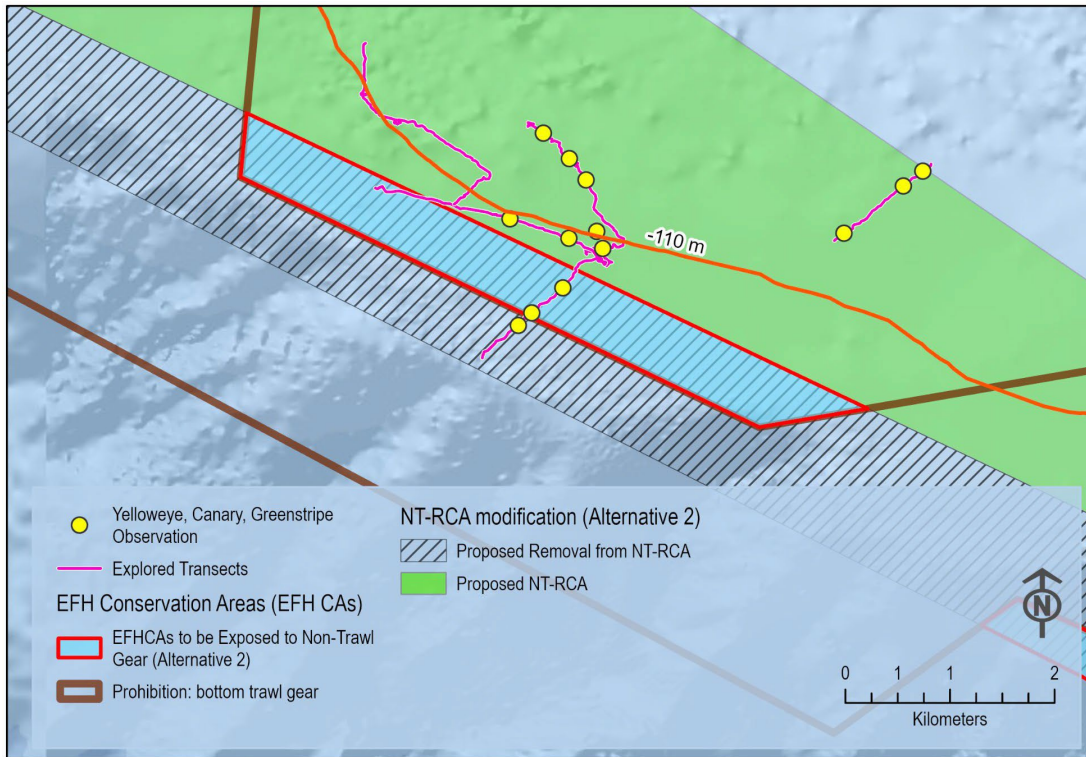 -110 m
Yelloweye, Canary, Greenstripe
Observation
Explored Transects
EFH Conservation Areas (EFH CAs)
EFHCAs to be Exposed to Non-Trawl
Gear (Alternative 2)
Prohibition: bottom trawl gear
NT-RCA modification (Alternative 2)
Proposed Removal from NT-RCA
Proposed NT-RCA
N
0 1 1 2
Kilometers